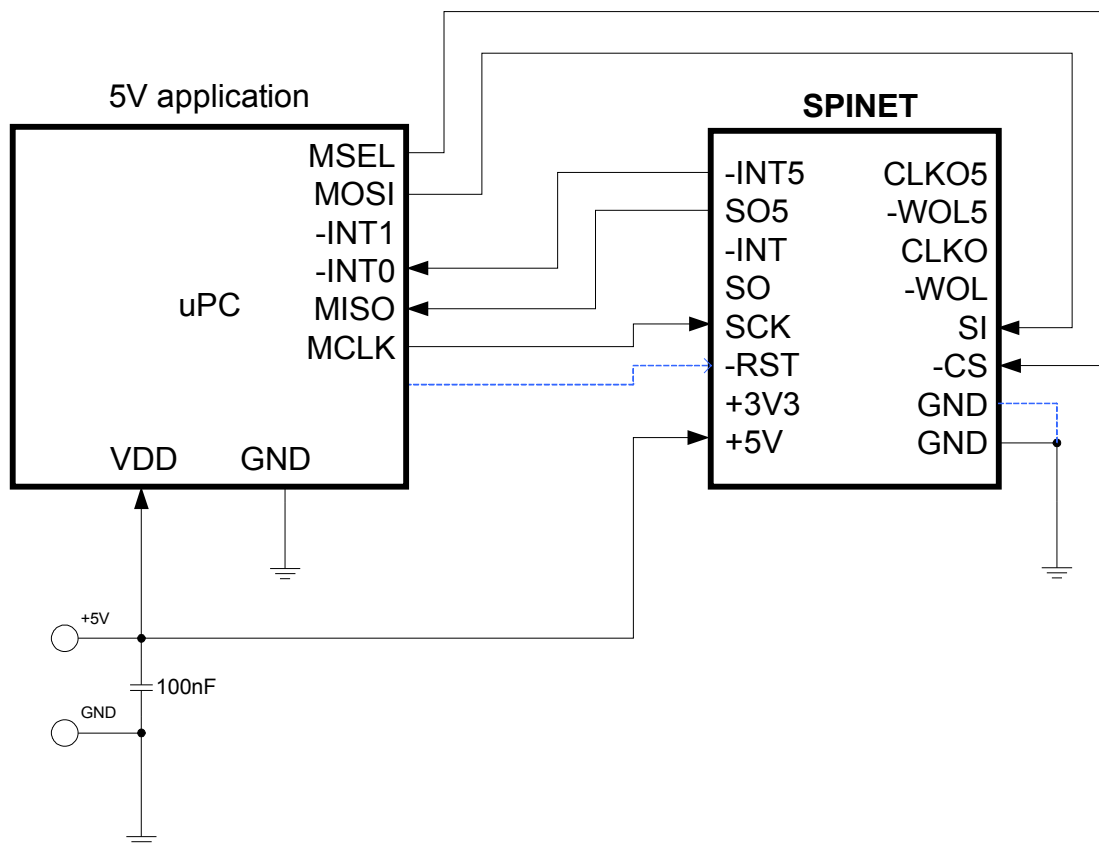 5V application
SPINET
MSEL
MOSI
-INT1
-INT0
MISO
MCLK
uPC
VDD GND
-INT5 CLKO5
SO5 -WOL5
-INT CLKO
SO -WOL
SCK SI
-RST -CS
+3V3 GND
+5V GND
+5V
100nF
GND